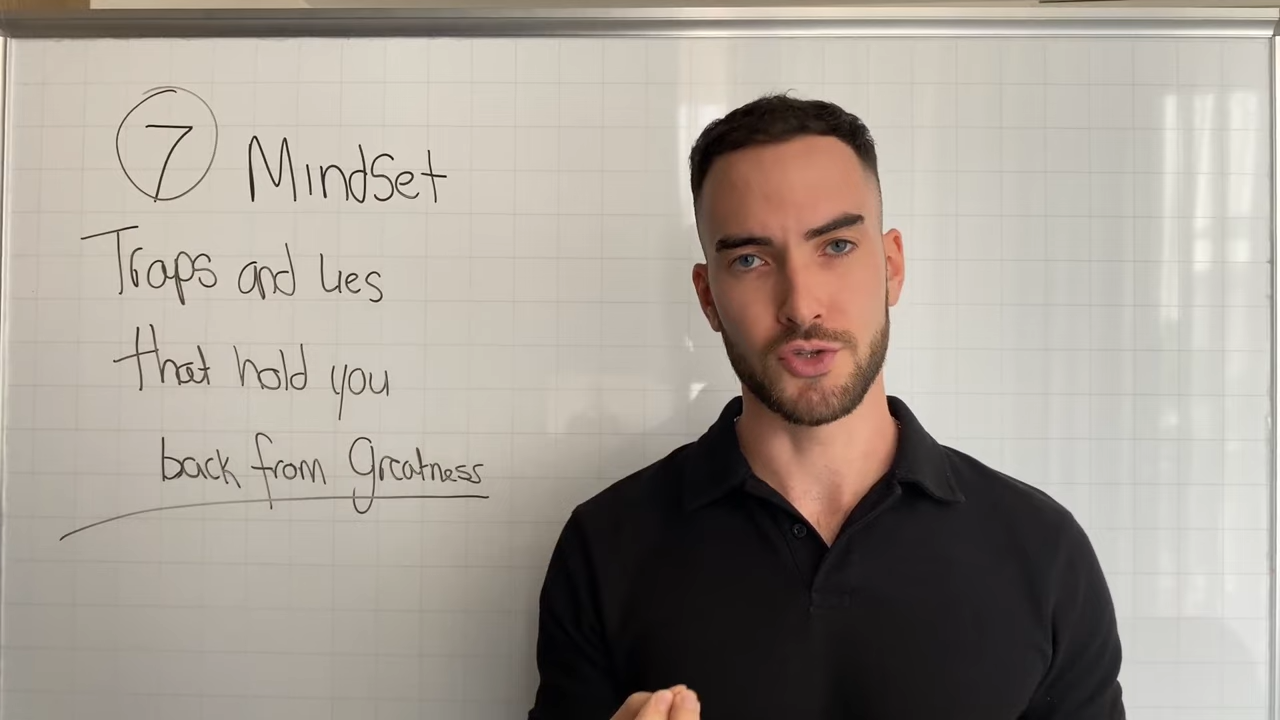 7 MindSet
Traps and lies
that hold you
back from Greatness